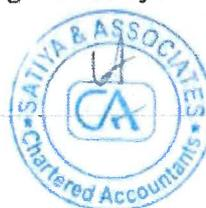 SATIYA & ASSOCIATES
CA
* Chartered Accountants *